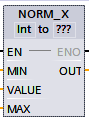 NORM_X
Int to ???
EN ENO
MIN OUT
VALUE
MAX